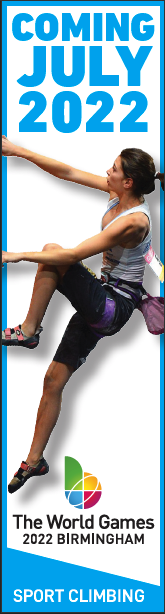 COMING
JULY
2022
The World Games
2022 BIRMINGHAM
SPORT CLIMBING